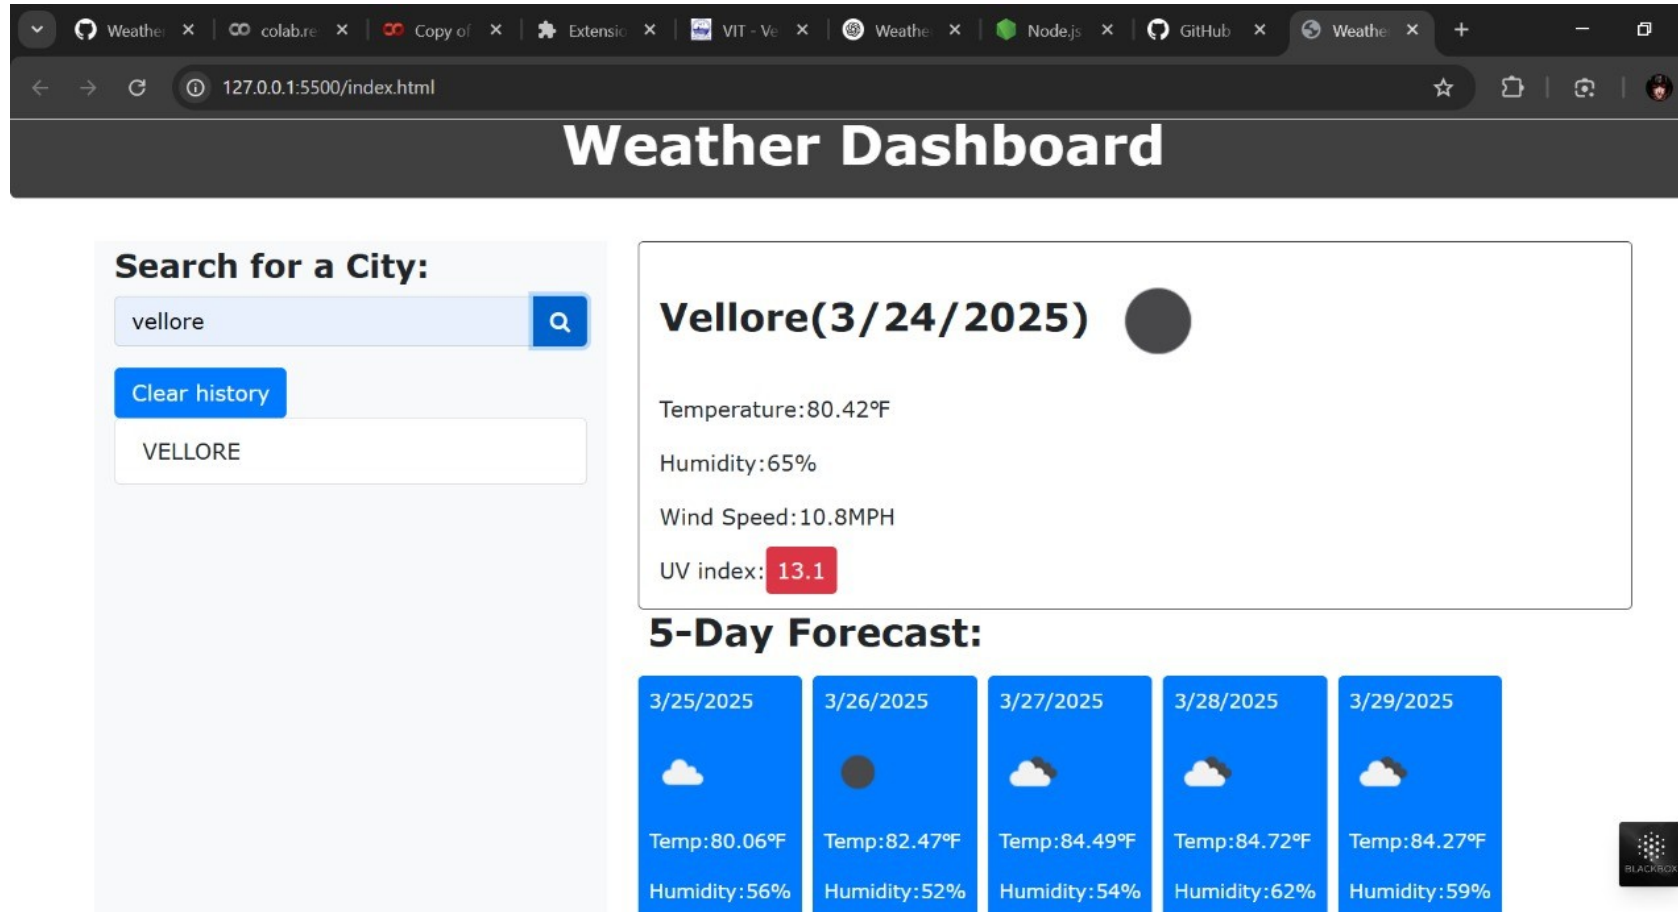 Weather colab.re Copy of Extensio VIT - Ve Weathe Node.js GitHub Weathe
127.0.0.1:5500/index.html
Weather Dashboard
Search for a City:
vellore
Clear history
VELLORE
Vellore(3/24/2025)
Temperature:80.42°F
Humidity:65%
Wind Speed:10.8MPH
UV index: 13.1
5-Day Forecast:
3/25/2025 3/26/2025 3/27/2025 3/28/2025 3/29/2025
Temp:80.06°F Temp:82.47°F Temp:84.49°F Temp:84.72°F Temp:84.27°F
Humidity:56% Humidity:52% Humidity:54% Humidity:62% Humidity:59%
BLACKBOX